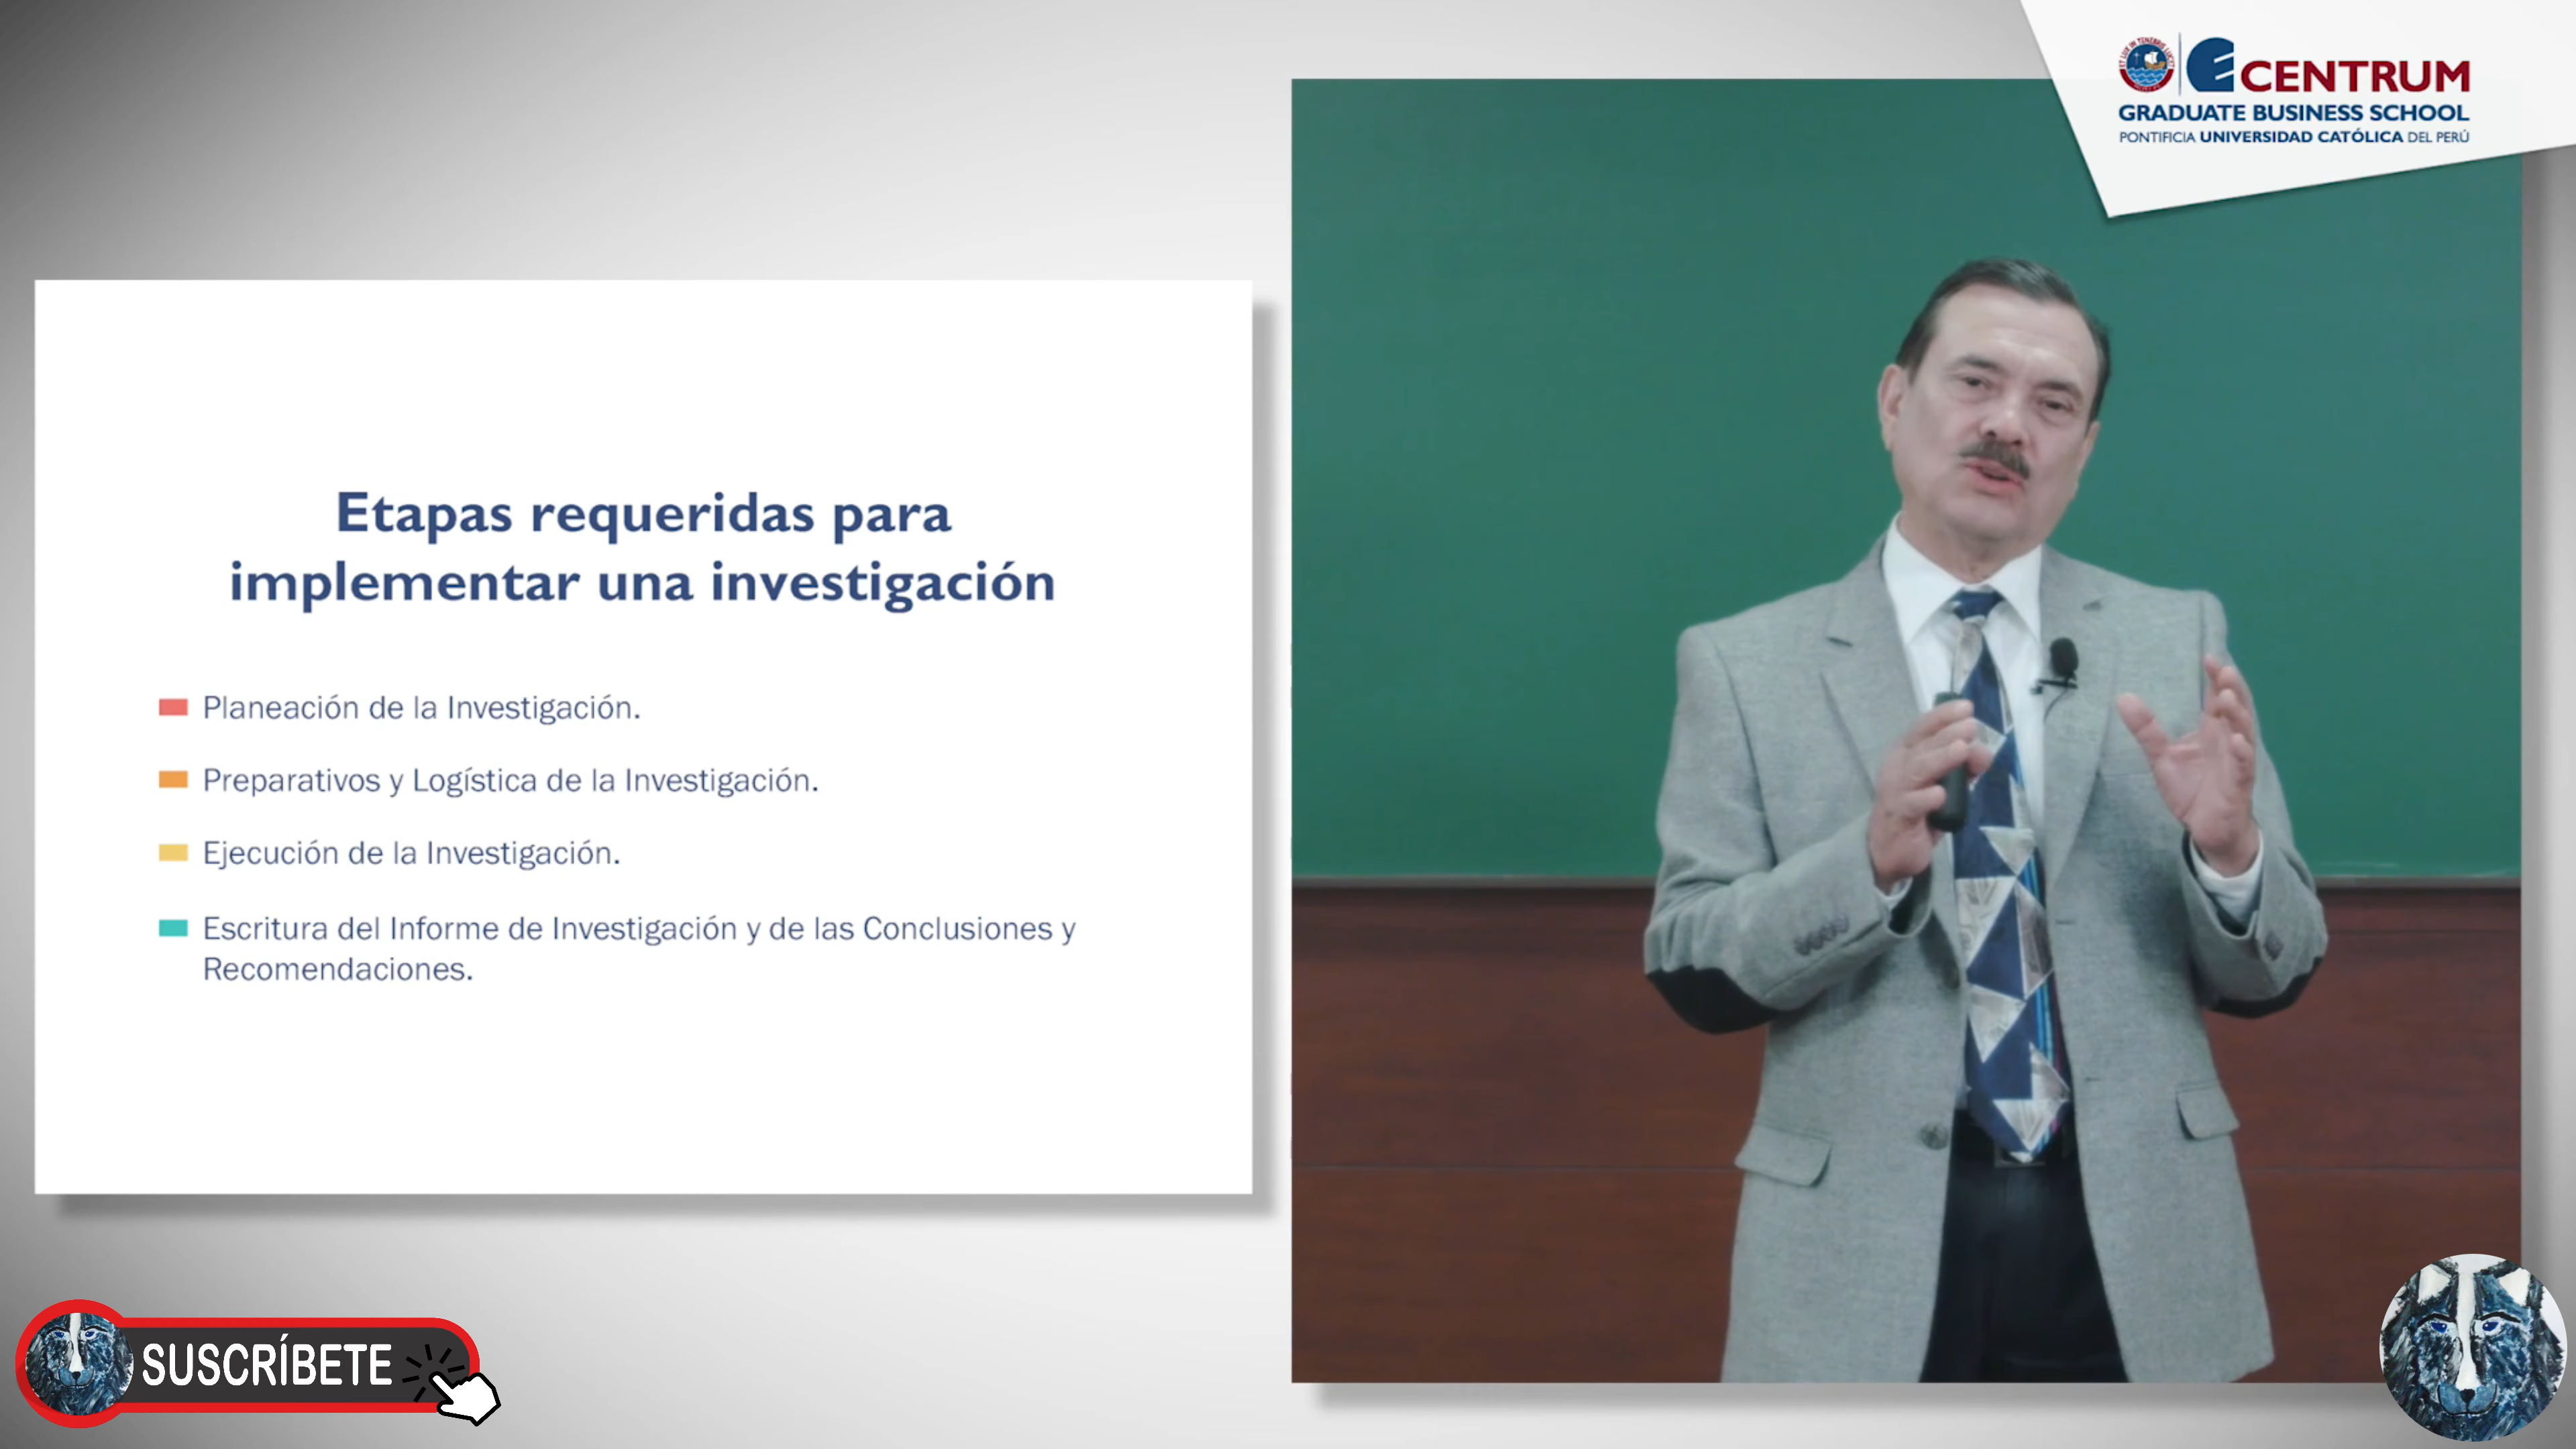 CENTRUM
GRADUATE BUSINESS SCHOOL
PONTIFICIA UNIVERSIDAD CATÓLICA DEL PERÚ
Etapas requeridas para
implementar una investigación
Planeación de la Investigación.
Preparativos y Logística de la Investigación.
Ejecución de la Investigación.
Escritura del Informe de Investigación y de las Conclusiones y
Recomendaciones.
SUSCRÍBETE